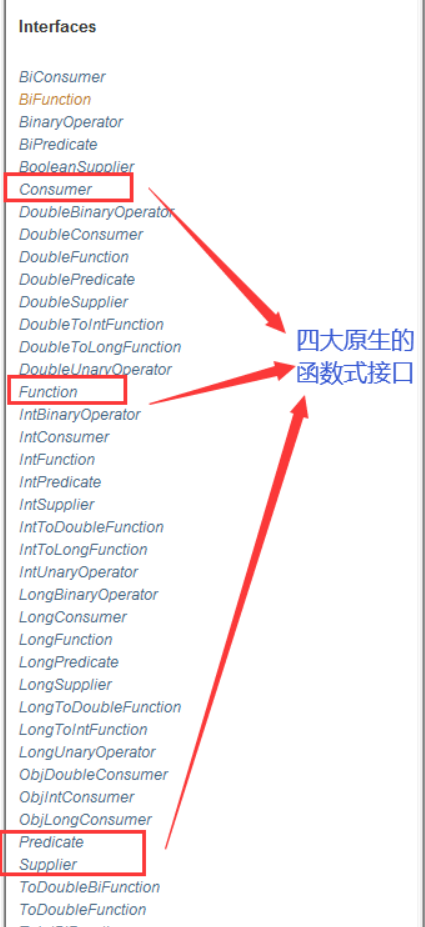 Interfaces
BiConsumer
BiFunction
BinaryOperator
BiPredicate
BooleanSupplier
Consumer
DoubleBinaryOperator
DoubleConsumer
DoubleFunction
DoublePredicate
DoubleSupplier
DoubleToIntFunction
DoubleToLongFunction
DoubleUnaryOperator
Function
IntBinaryOperator
IntConsumer
IntFunction
IntPredicate
IntSupplier
IntToDoubleFunction
IntToLongFunction
IntUnaryOperator
LongBinaryOperator
LongConsumer
LongFunction
LongPredicate
LongSupplier
LongToDoubleFunction
LongToIntFunction
LongUnaryOperator
ObjDoubleConsumer
ObjIntConsumer
ObjLongConsumer
Predicate
Supplier
ToDoubleBiFunction
ToDoubleFunction
四大原生的
函数式接口